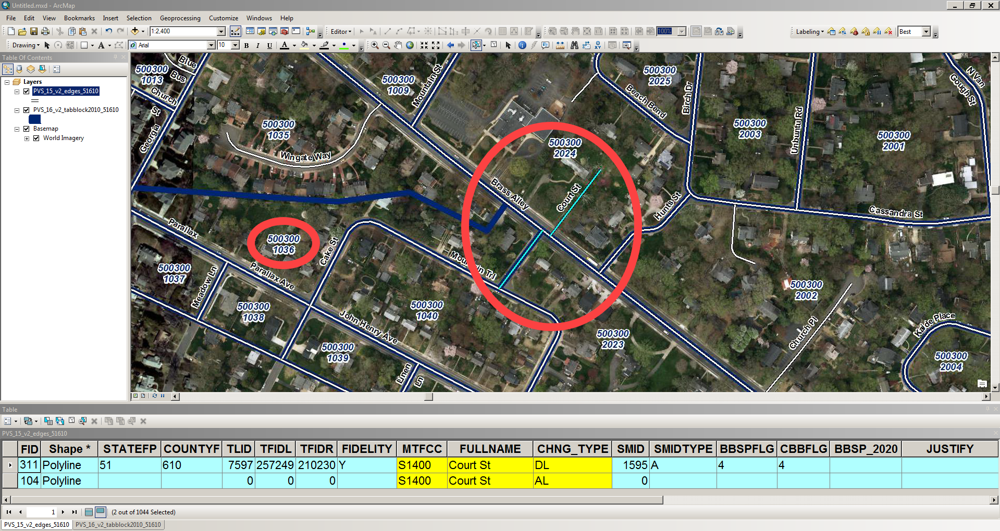 Untitled.mxd - ArcMap
File Edit View Bookmarks Insert Selection Geoprocessing Customize Windows Help
1:2,400
Editor
100%
Labeling
Best
Drawing
A
Arial
10
B I U A
Table Of Contents
Layers
PVS_15_v2_edges_51610
PVS_16_v2_tabblock2010_51610
Basemap
World Imagery
500300
1013
Blue
Bus
Church
St
Georgia
500300
1009
Mountain St
500300
2025
Beach Bend
Birch Dr
N Van
Gough St
500300
1035
Wingate Way
500300
2024
500300
2003
Unbuntu Rd
500300
2001
Brass Alley
Court St
Hunts St
Cassandra St
Parallax
500300
1036
Cake St
Mountain Trl
500300
1037
Meadow Ln
Parallax Ave
500300
1038
500300
1040
John Henry Ave
500300
1039
Linen
Ln
500300
2023
500300
2002
Church Pl
Kaide Place
500300
2004
Table
PVS_15_v2_edges_51610
FID Shape * STATEFP COUNTYF TLID TFIDL TFIDR FIDELITY MTFCC FULLNAME CHNG_TYPE SMID SMIDTYPE BBSPFLG CBBFLG BBSP_2020 JUSTIFY
311 Polyline 51 610 7597 257249 210230 Y S1400 Court St DL 1595 A 4 4
104 Polyline 0 0 0 S1400 Court St AL 0
1
(2 out of 1044 Selected)
PVS_15_v2_edges_51610 PVS_16_v2_tabblock2010_51610